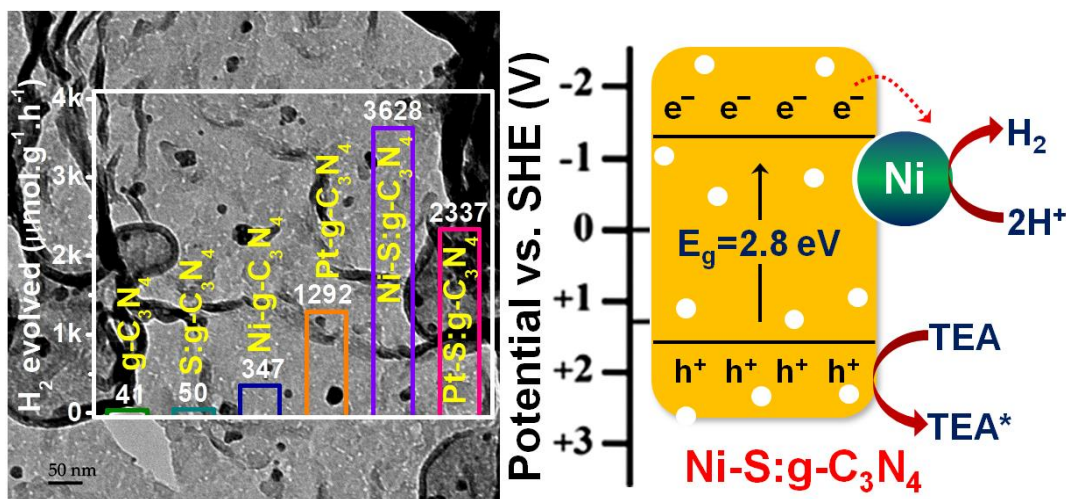 H₂ evolved (μmol.g⁻¹.h⁻¹)
4k
3k
2k
1k
0
g-C₃N₄
41
S:g-C₃N₄
50
Ni-g-C₃N₄
347
Pt-g-C₃N₄
1292
Ni-S:g-C₃N₄
3628
Pt-S:g-C₃N₄
2337
50 nm
Potential vs. SHE (V)
-2
-1
0
+1
+2
+3
e⁻ e⁻ e⁻ e⁻
E_g=2.8 eV
h⁺ h⁺ h⁺ h⁺
Ni
H₂
2H⁺
TEA
TEA*
Ni-S:g-C₃N₄